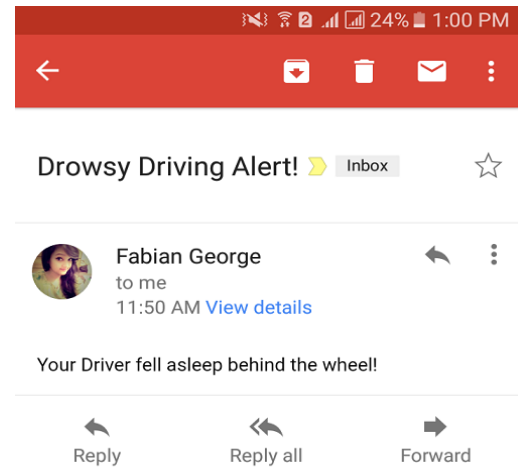 2 24% 1:00 PM
Drowsy Driving Alert! Inbox
Fabian George
to me
11:50 AM View details
Your Driver fell asleep behind the wheel!
Reply Reply all Forward